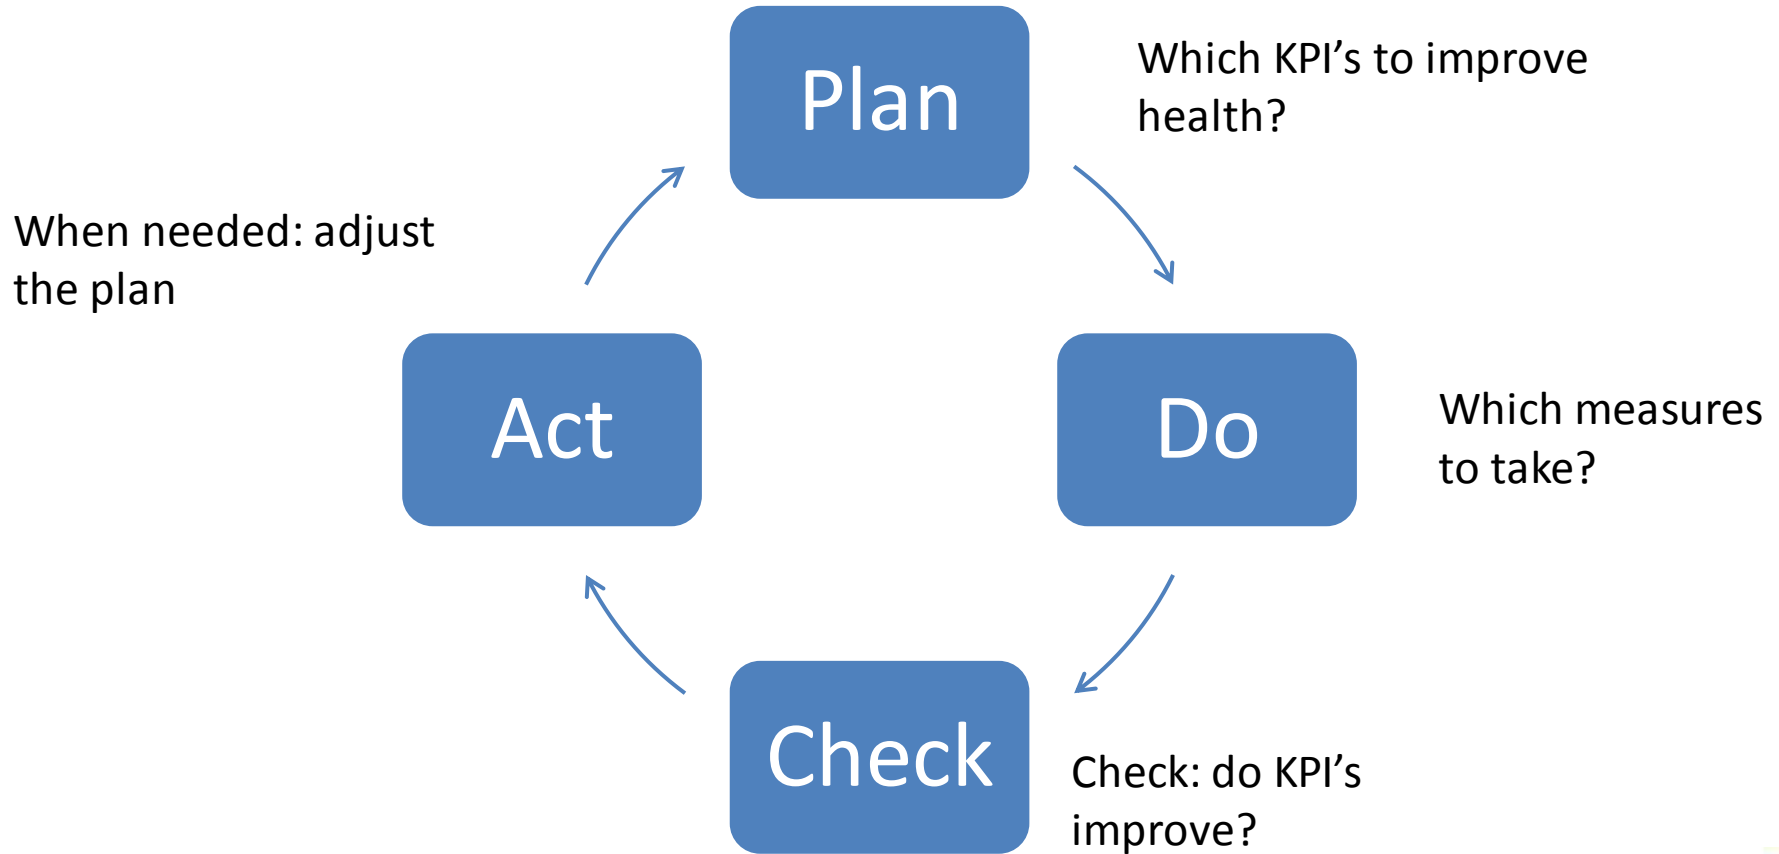 Plan
Which KPI’s to improve
health?
When needed: adjust
the plan
Act
Do
Which measures
to take?
Check
Check: do KPI’s
improve?